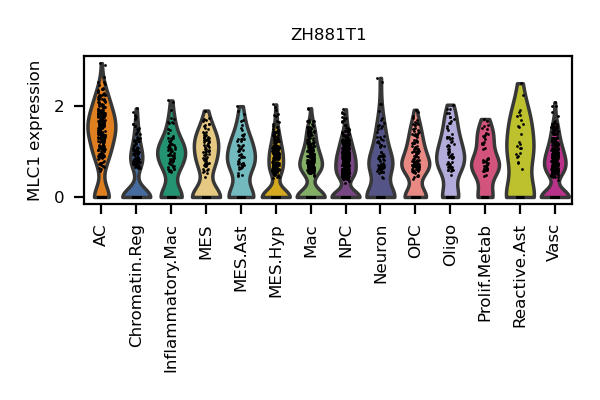 ZH881T1
MLC1 expression
2
0
AC
Chromatin.Reg
Inflammatory.Mac
MES
MES.Ast
MES.Hyp
Mac
NPC
Neuron
OPC
Oligo
Prolif.Metab
Reactive.Ast
Vasc